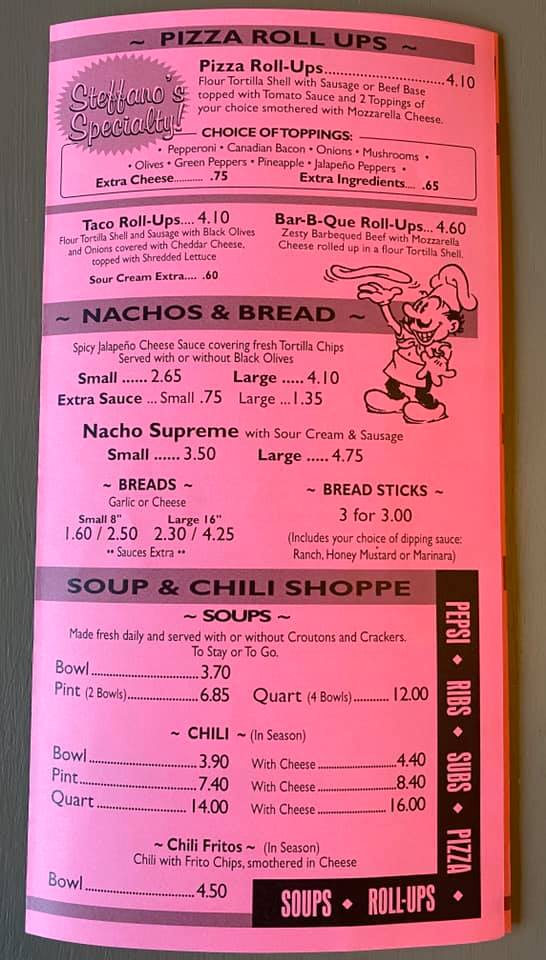 ~ PIZZA ROLL UPS ~
Steffano's
Specialty!
Pizza Roll-Ups..............................4.10
Flour Tortilla Shell with Sausage or Beef Base
topped with Tomato Sauce and 2 Toppings of
your choice smothered with Mozzarella Cheese.
CHOICE OF TOPPINGS:
• Pepperoni • Canadian Bacon • Onions • Mushrooms •
• Olives • Green Peppers • Pineapple • Jalapeño Peppers •
Extra Cheese........... .75 Extra Ingredients.... .65
Taco Roll-Ups.... 4.10
Flour Tortilla Shell and Sausage with Black Olives
and Onions covered with Cheddar Cheese,
topped with Shredded Lettuce
Sour Cream Extra.... .60
Bar-B-Que Roll-Ups... 4.60
Zesty Barbequed Beef with Mozzarella
Cheese rolled up in a flour Tortilla Shell.
~ NACHOS & BREAD ~
Spicy Jalapeño Cheese Sauce covering fresh Tortilla Chips
Served with or without Black Olives
Small ...... 2.65 Large ..... 4.10
Extra Sauce ... Small .75 Large ...1.35
Nacho Supreme with Sour Cream & Sausage
Small ...... 3.50 Large ..... 4.75
~ BREADS ~
Garlic or Cheese
Small 8" Large 16"
1.60 / 2.50 2.30 / 4.25
** Sauces Extra **
~ BREAD STICKS ~
3 for 3.00
(Includes your choice of dipping sauce:
Ranch, Honey Mustard or Marinara)
SOUP & CHILI SHOPPE
~ SOUPS ~
Made fresh daily and served with or without Croutons and Crackers.
To Stay or To Go.
Bowl..............................3.70
Pint (2 Bowls).....................6.85 Quart (4 Bowls).......... 12.00
~ CHILI ~ (In Season)
Bowl..............................3.90 With Cheese ......................4.40
Pint................................7.40 With Cheese ......................8.40
Quart ......................... 14.00 With Cheese ....................16.00
~ Chili Fritos ~ (In Season)
Chili with Frito Chips, smothered in Cheese
Bowl..............................4.50
PEPSI ◆ RIBS ◆ SUBS ◆ PIZZA ◆
SOUPS ◆ ROLL-UPS